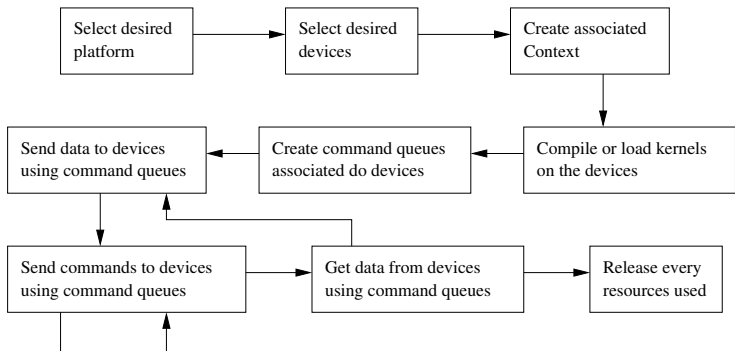 Select desired
platform
Select desired
devices
Create associated
Context
Send data to devices
using command queues
Create command queues
associated do devices
Compile or load kernels
on the devices
Send commands to devices
using command queues
Get data from devices
using command queues
Release every
resources used